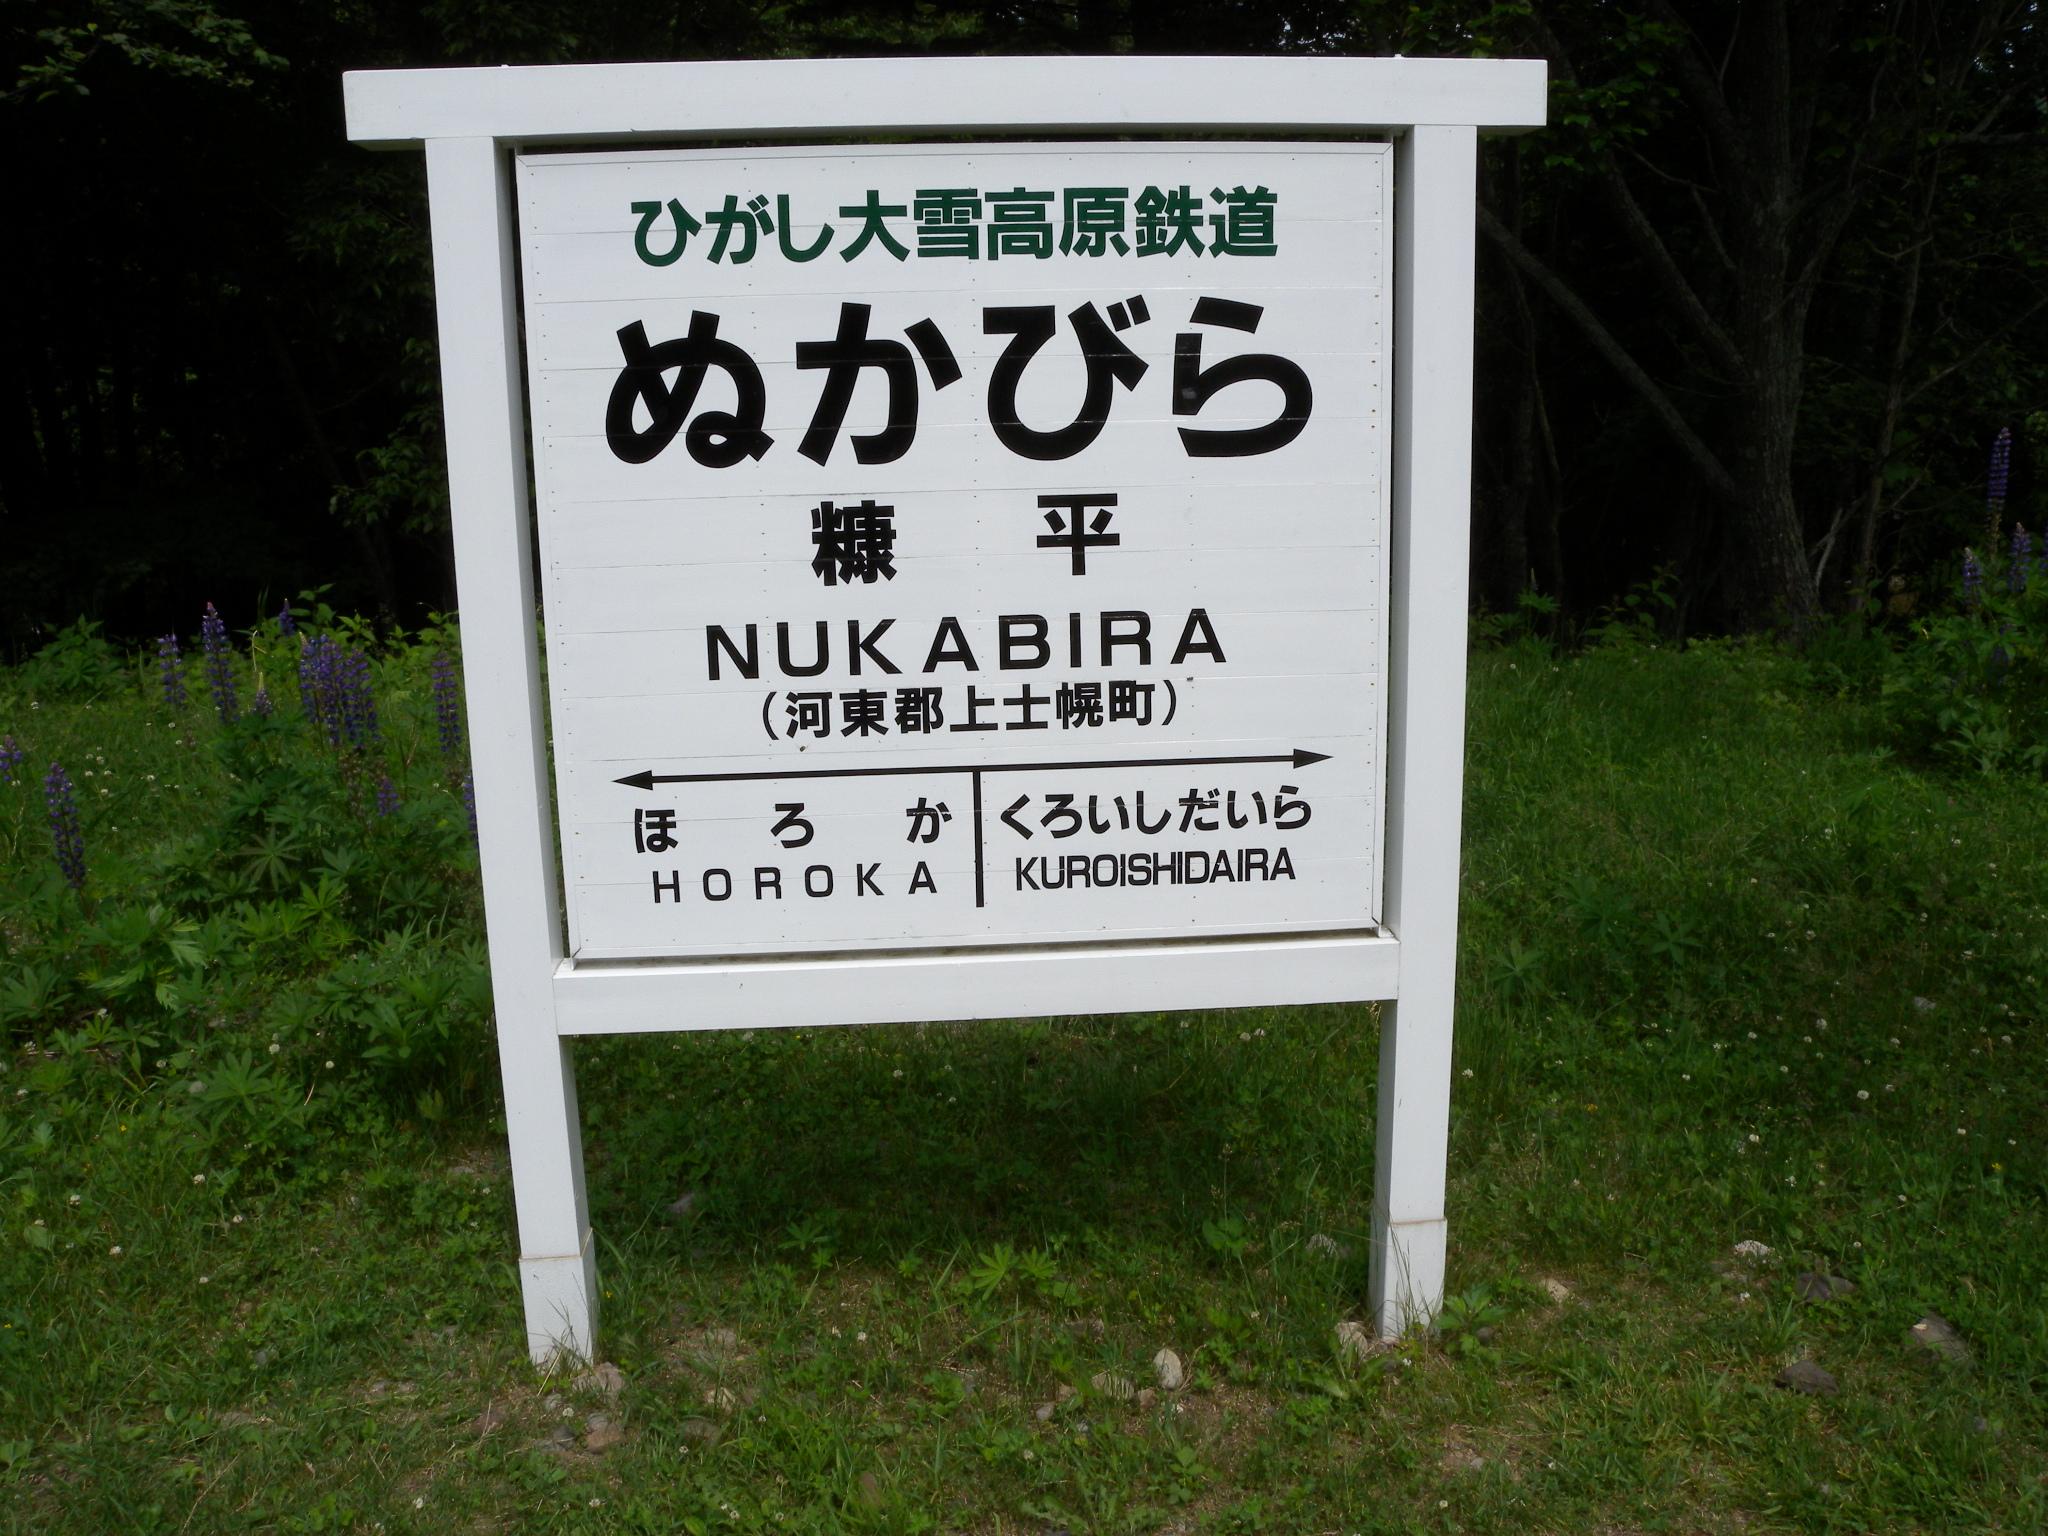 ひがし大雪高原鉄道
ぬかびら
糠 平
NUKABIRA
(河東郡上士幌町)
ほろか くろいしだいら
HOROKA KUROISHIDAIRA